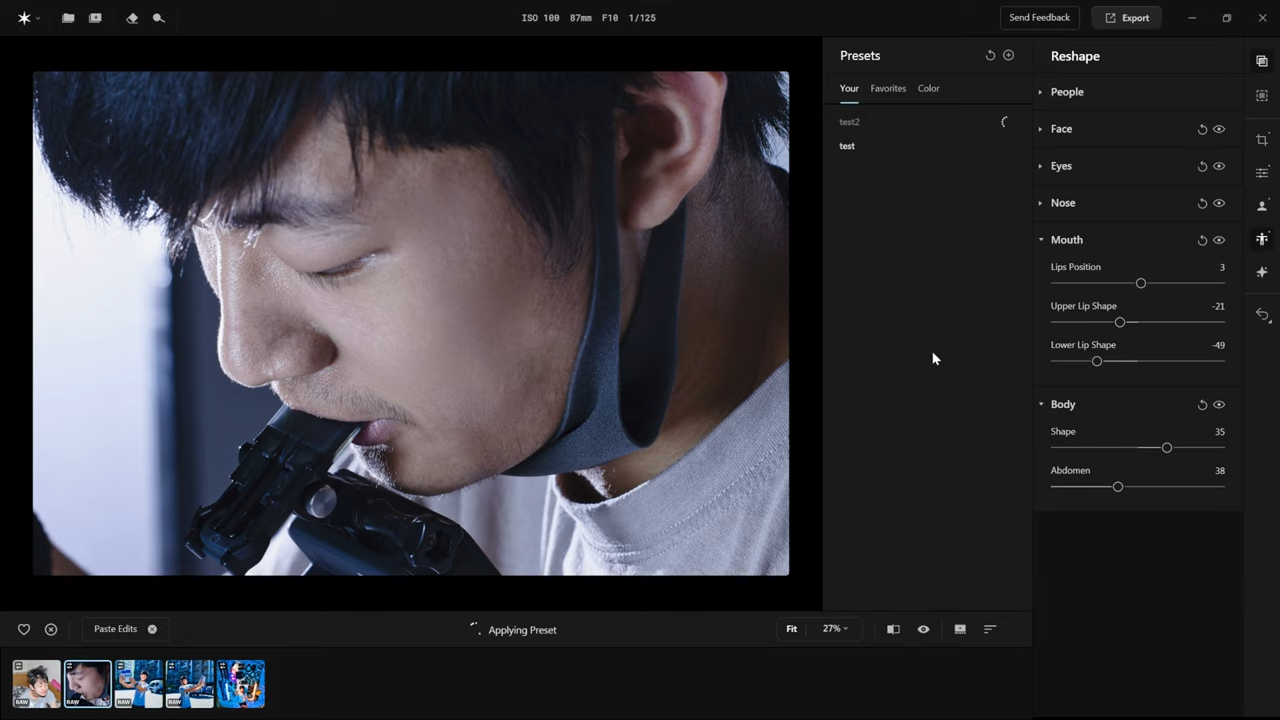 ISO 100 87mm F10 1/125
Send Feedback
Export
Presets
Your Favorites Color
test2
test
Reshape
People
Face
Eyes
Nose
Mouth
Lips Position 3
Upper Lip Shape -21
Lower Lip Shape -49
Body
Shape 35
Abdomen 38
Paste Edits
Applying Preset
Fit 27%
RAW RAW RAW RAW